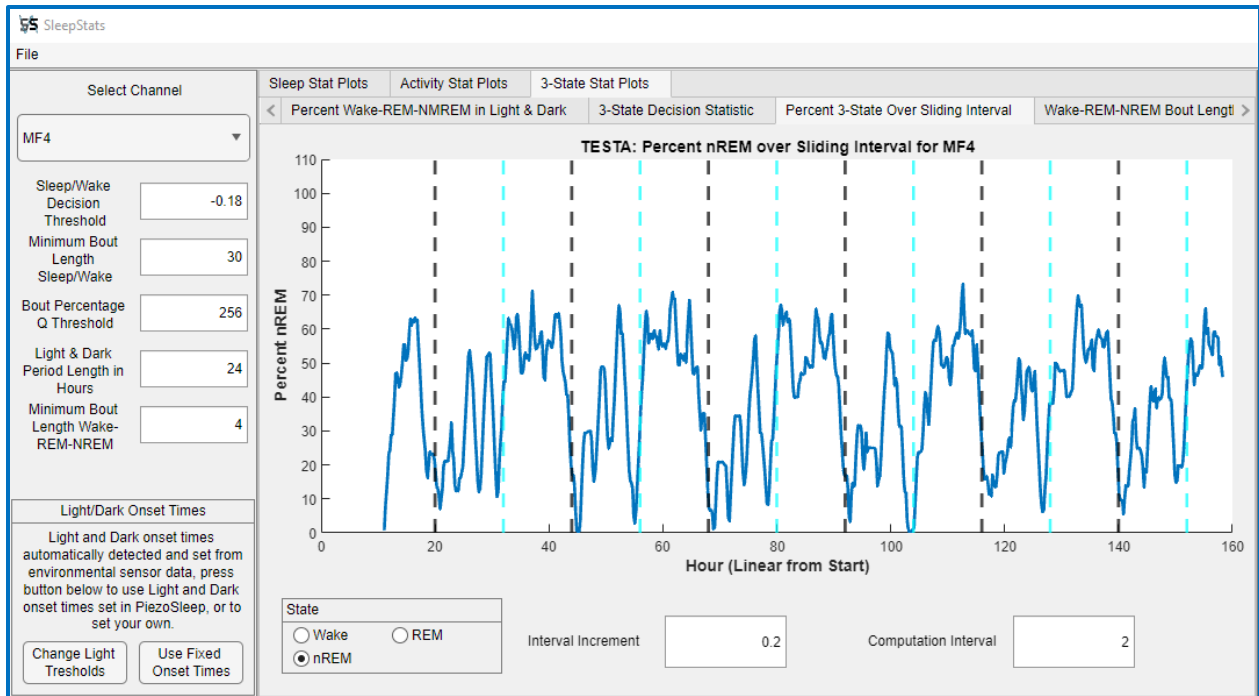 SleepStats
File
Select Channel
MF4
Sleep/Wake
Decision
Threshold
-0.18
Minimum Bout
Length
Sleep/Wake
30
Bout Percentage
Q Threshold
256
Light & Dark
Period Length in
Hours
24
Minimum Bout
Length Wake-
REM-NREM
4
Light/Dark Onset Times
Light and Dark onset times
automatically detected and set from
environmental sensor data, press
button below to use Light and Dark
onset times set in PiezoSleep, or to
set your own.
Change Light
Tresholds
Use Fixed
Onset Times
Sleep Stat Plots
Activity Stat Plots
3-State Stat Plots
Percent Wake-REM-NMREM in Light & Dark
3-State Decision Statistic
Percent 3-State Over Sliding Interval
Wake-REM-NREM Bout Lengt
TESTA: Percent nREM over Sliding Interval for MF4
Percent nREM
110
100
90
80
70
60
50
40
30
20
10
0
0 20 40 60 80 100 120 140 160
Hour (Linear from Start)
State
Wake
REM
nREM
Interval Increment
0.2
Computation Interval
2